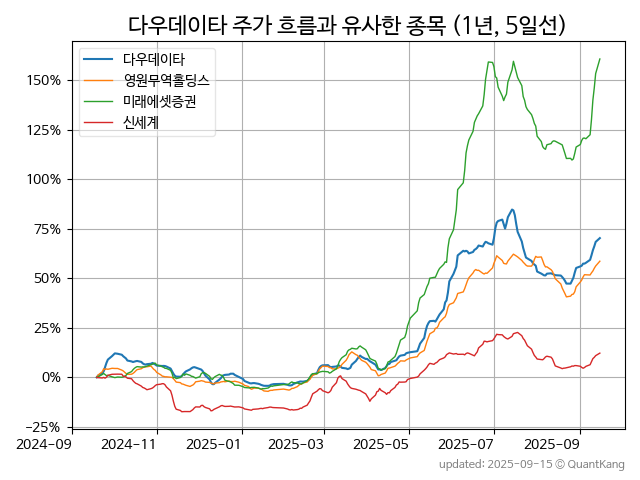 다우데이타 주가 흐름과 유사한 종목 (1년, 5일선)
다우데이타
영원무역홀딩스
미래에셋증권
신세계
150%
125%
100%
75%
50%
25%
0%
−25%
2024-09 2024-11 2025-01 2025-03 2025-05 2025-07 2025-09
updated: 2025-09-15 © QuantKang